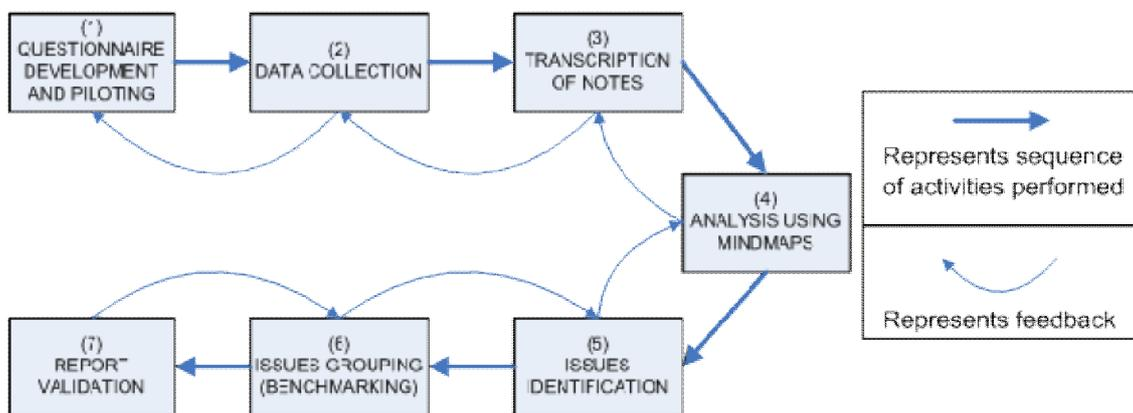 (1)
QUESTIONNAIRE
DEVELOPMENT
AND PILOTING
(2)
DATA COLLECTION
(3)
TRANSCRIPTION
OF NOTES
(4)
ANALYSIS USING
MINDMAPS
(5)
ISSUES
IDENTIFICATION
(6)
ISSUES GROUPING
(BENCHMARKING)
(7)
REPORT
VALIDATION
Represents sequence
of activities performed
Represents feedback